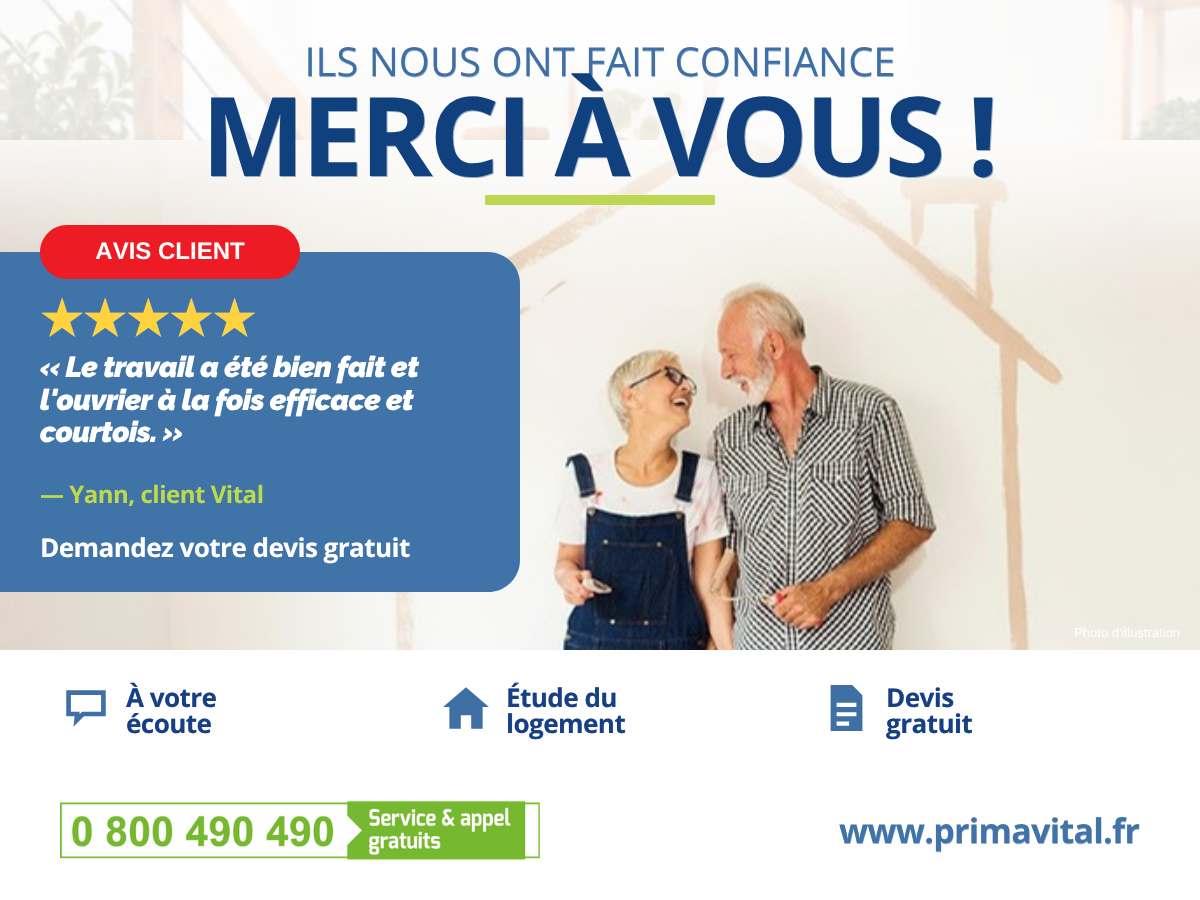 ILS NOUS ONT FAIT CONFIANCE
MERCI À VOUS !
AVIS CLIENT
« Le travail a été bien fait et
l'ouvrier à la fois efficace et
courtois. »
— Yann, client Vital
Demandez votre devis gratuit
Photo d'illustration
À votre
écoute
Étude du
logement
Devis
gratuit
0 800 490 490
Service & appel
gratuits
www.primavital.fr